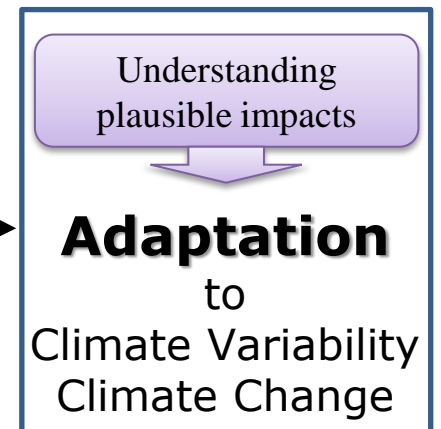 Understanding
plausible impacts
Adaptation
to
Climate Variability
Climate Change